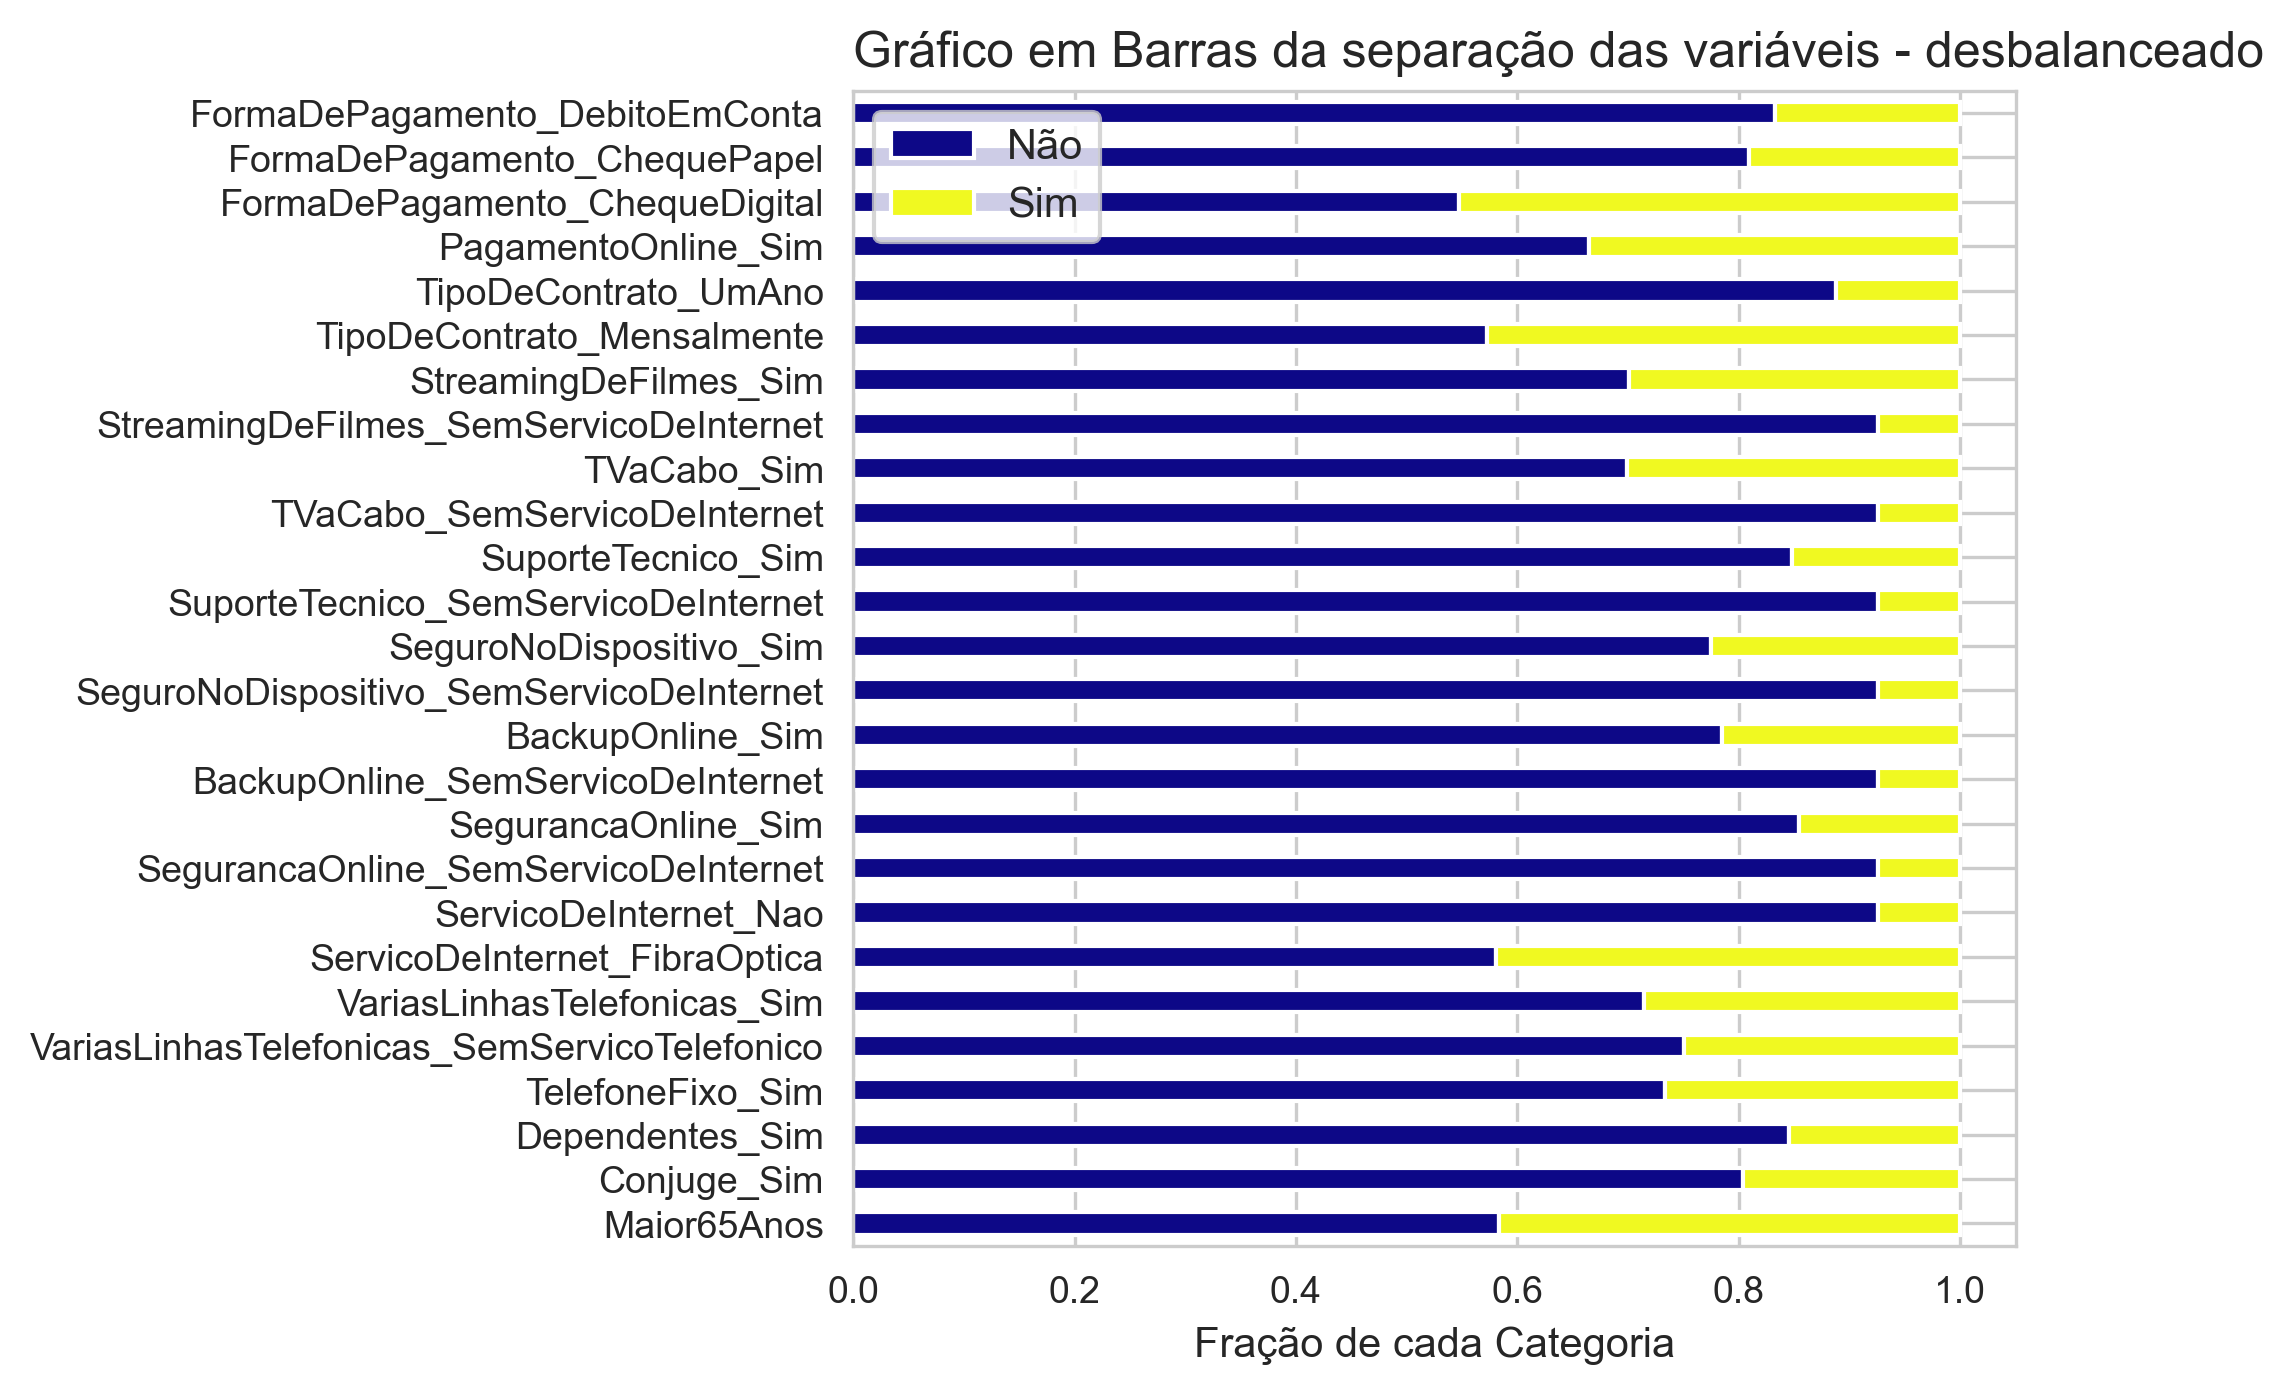 Gráfico em Barras da separação das variáveis - desbalanceado
FormaDePagamento_DebitoEmConta
FormaDePagamento_ChequePapel
FormaDePagamento_ChequeDigital
PagamentoOnline_Sim
TipoDeContrato_UmAno
TipoDeContrato_Mensalmente
StreamingDeFilmes_Sim
StreamingDeFilmes_SemServicoDeInternet
TVaCabo_Sim
TVaCabo_SemServicoDeInternet
SuporteTecnico_Sim
SuporteTecnico_SemServicoDeInternet
SeguroNoDispositivo_Sim
SeguroNoDispositivo_SemServicoDeInternet
BackupOnline_Sim
BackupOnline_SemServicoDeInternet
SegurancaOnline_Sim
SegurancaOnline_SemServicoDeInternet
ServicoDeInternet_Nao
ServicoDeInternet_FibraOptica
VariasLinhasTelefonicas_Sim
VariasLinhasTelefonicas_SemServicoTelefonico
TelefoneFixo_Sim
Dependentes_Sim
Conjuge_Sim
Maior65Anos
Não
Sim
0.0 0.2 0.4 0.6 0.8 1.0
Fração de cada Categoria